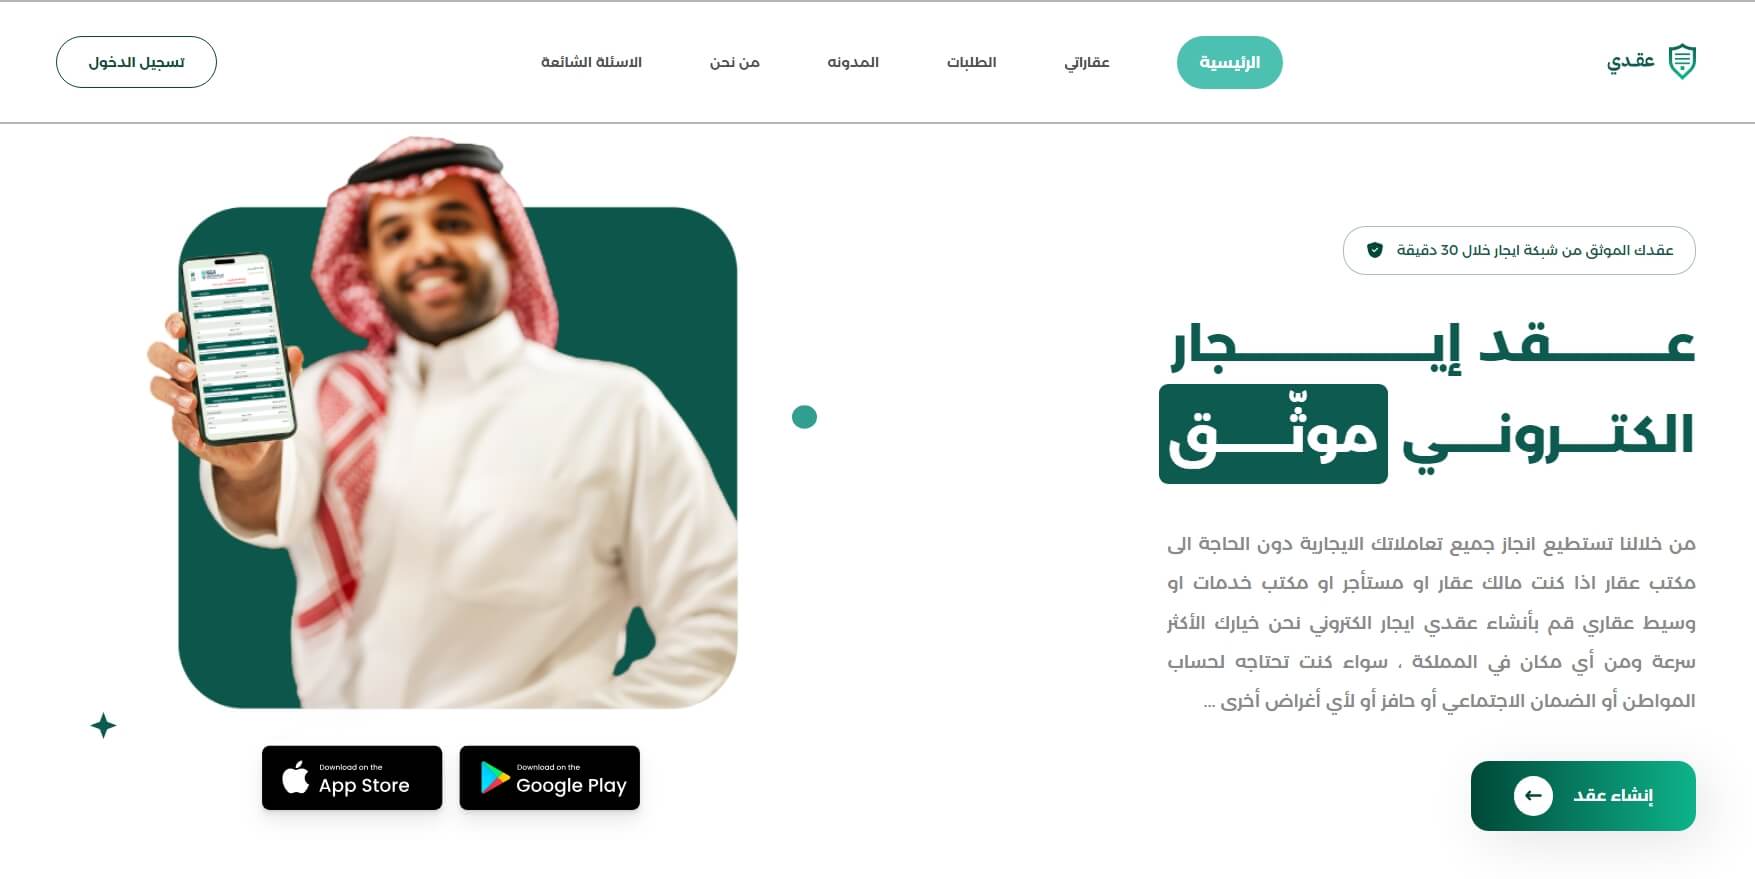 عقدي
الرئيسية
عقاراتي
الطلبات
المدونه
من نحن
الاسئلة الشائعة
تسجيل الدخول
عقدك الموثق من شبكة ايجار خلال 30 دقيقة
عــــــقد إيــــــــــجار
الكتـــرونــــي موثّــــق
من خلالنا تستطيع انجاز جميع تعاملاتك الايجارية دون الحاجة الى
مكتب عقار اذا كنت مالك عقار او مستأجر او مكتب خدمات او
وسيط عقاري قم بأنشاء عقدي ايجار الكتروني نحن خيارك الأكثر
سرعة ومن أي مكان في المملكة ، سواء كنت تحتاجه لحساب
المواطن أو الضمان الاجتماعي أو حافز أو لأي أغراض أخرى ...
إنشاء عقد
Download on the
App Store
Download on the
Google Play